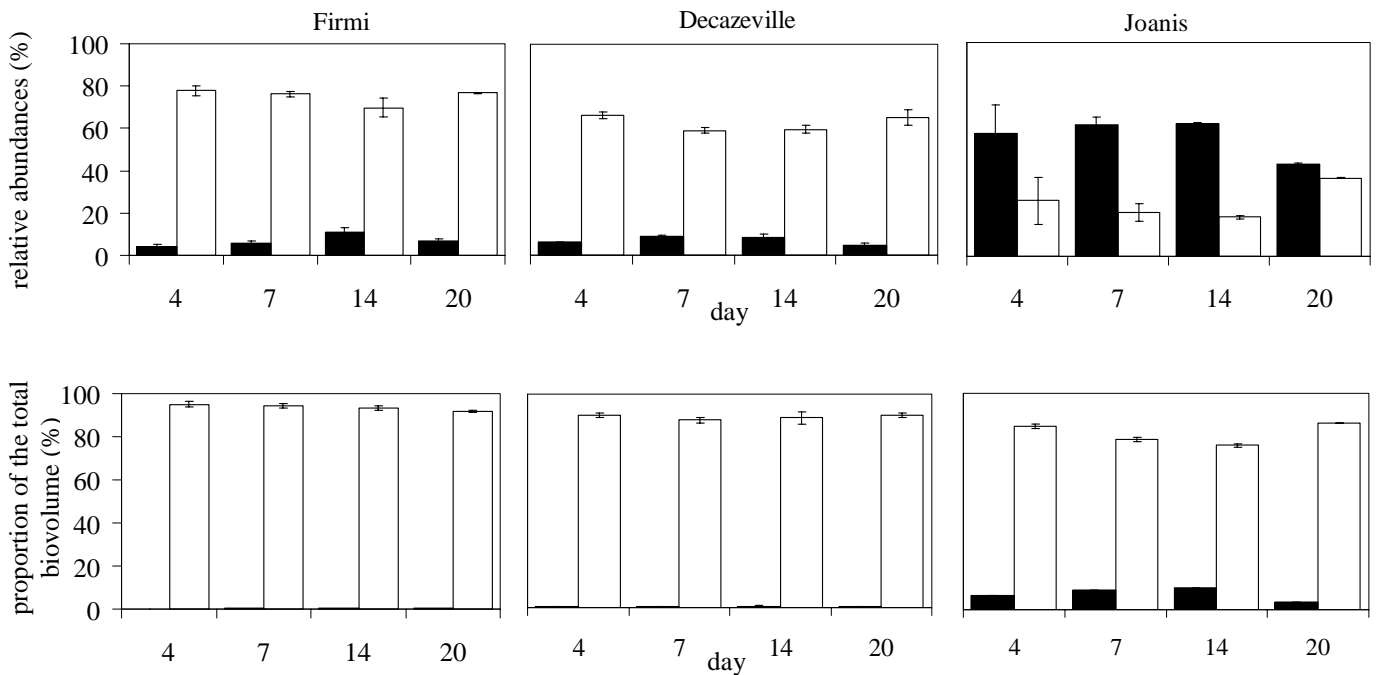 Firmi
Decazeville
Joanis
relative abundances (%)
100
80
60
40
20
0
4 7 14 20
4 7 14 20
4 7 14 20
day
proportion of the total
biovolume (%)
100
80
60
40
20
0
4 7 14 20
4 7 14 20
4 7 14 20
day